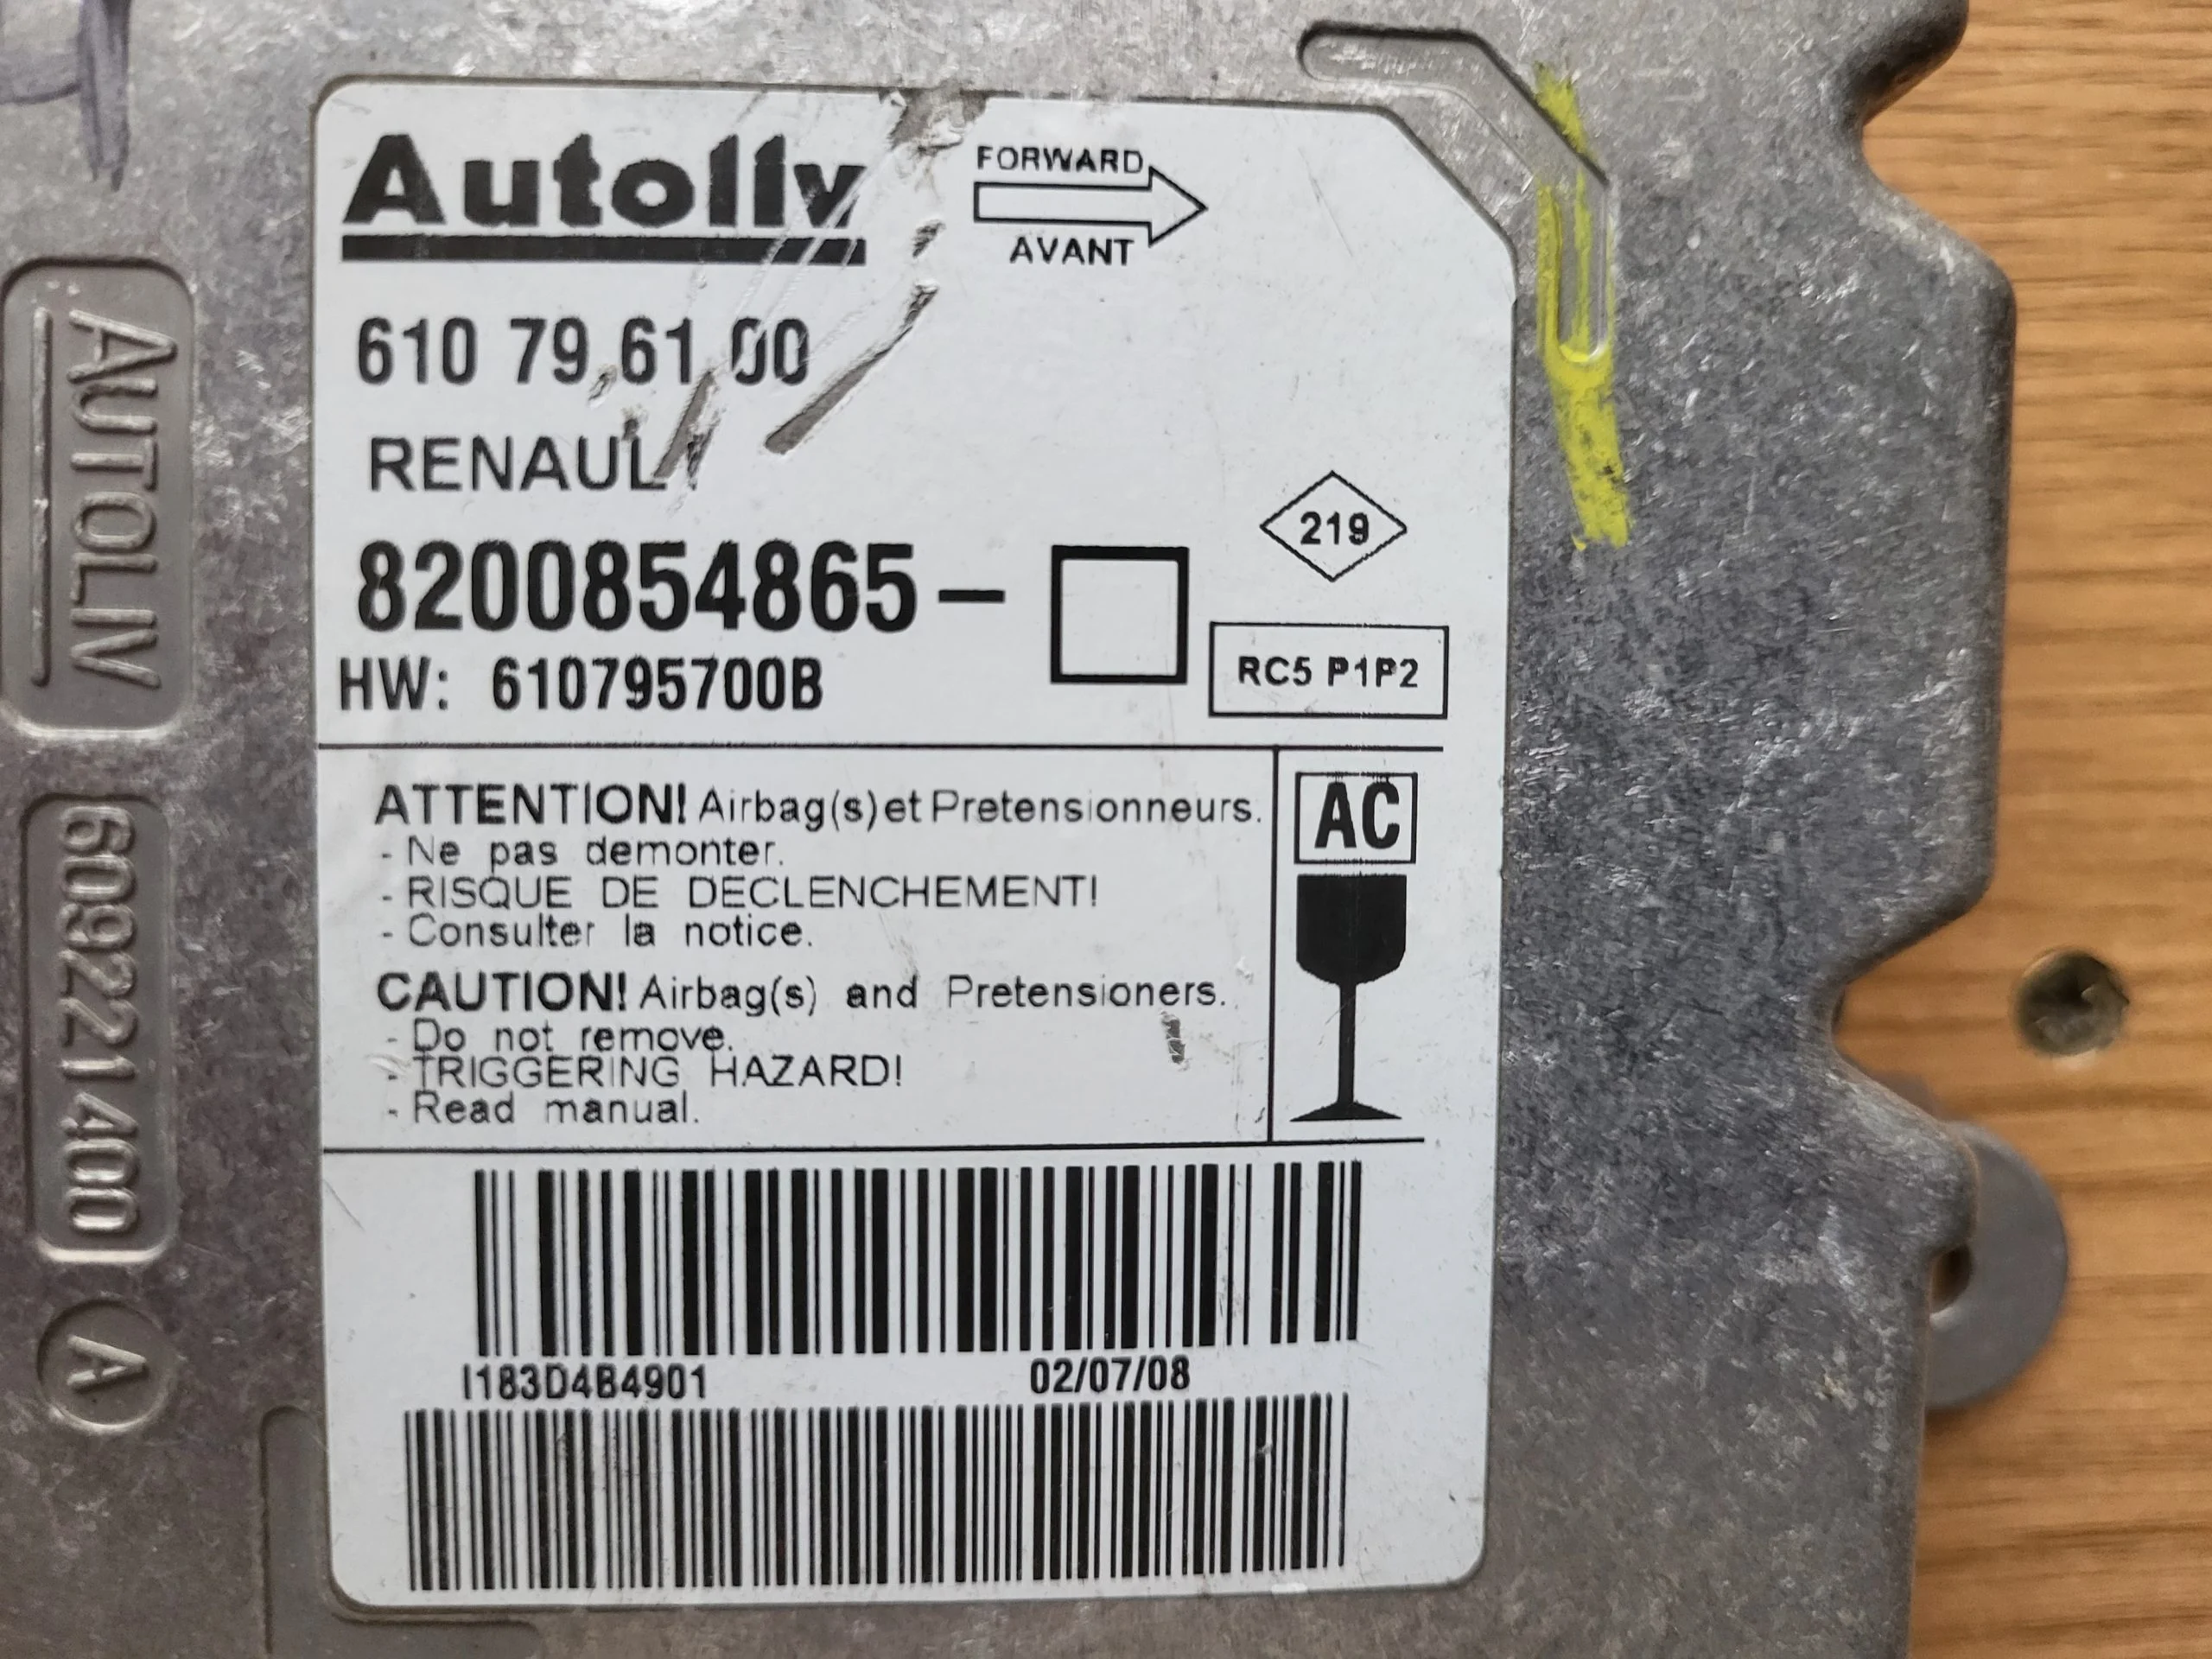 Autoliv
FORWARD
AVANT
610 79 61 00
RENAULT
8200854865-
219
HW: 610795700B
RC5 P1P2
ATTENTION! Airbag(s) et Pretensionneurs.
- Ne pas demonter.
- RISQUE DE DECLENCHEMENT!
- Consulter la notice.
AC
CAUTION! Airbag(s) and Pretensioners.
- Do not remove.
- TRIGGERING HAZARD!
- Read manual.
I183D4B4901
02/07/08
AUTOLIV
609221400
A